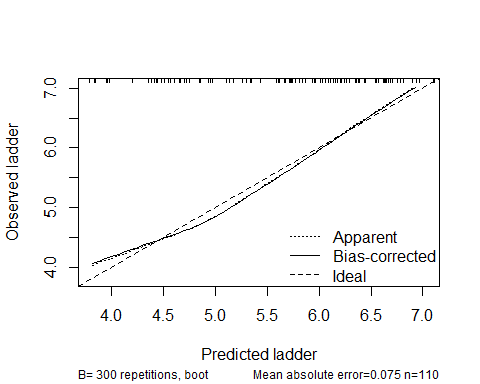 7.0
6.0
5.0
4.0
Observed ladder
Apparent
Bias-corrected
Ideal
4.0 4.5 5.0 5.5 6.0 6.5 7.0
Predicted ladder
B= 300 repetitions, boot Mean absolute error=0.075 n=110